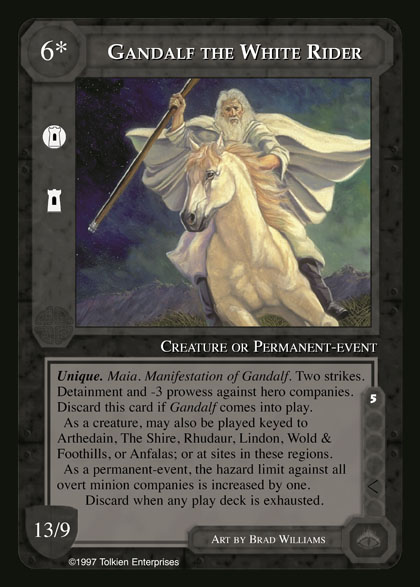 6*
GANDALF THE WHITE RIDER
CREATURE OR PERMANENT-EVENT
Unique. Maia. Manifestation of Gandalf. Two strikes.
Detainment and -3 prowess against hero companies.
Discard this card if Gandalf comes into play.
As a creature, may also be played keyed to
Arthedain, The Shire, Rhudaur, Lindon, Wold &
Foothills, or Anfalas; or at sites in these regions.
As a permanent-event, the hazard limit against all
overt minion companies is increased by one.
Discard when any play deck is exhausted.
5
13/9
ART BY BRAD WILLIAMS
©1997 Tolkien Enterprises